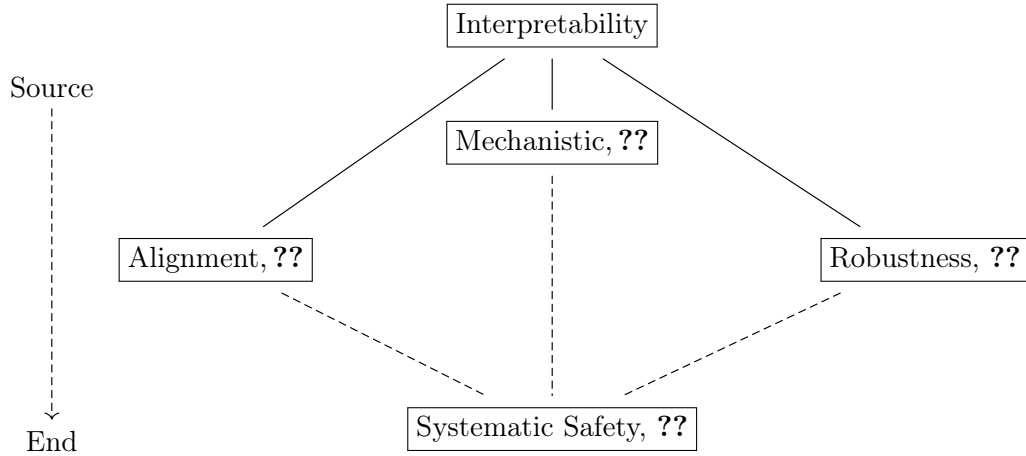 Interpretability
Source
Mechanistic, ??
Alignment, ??
Robustness, ??
Systematic Safety, ??
End